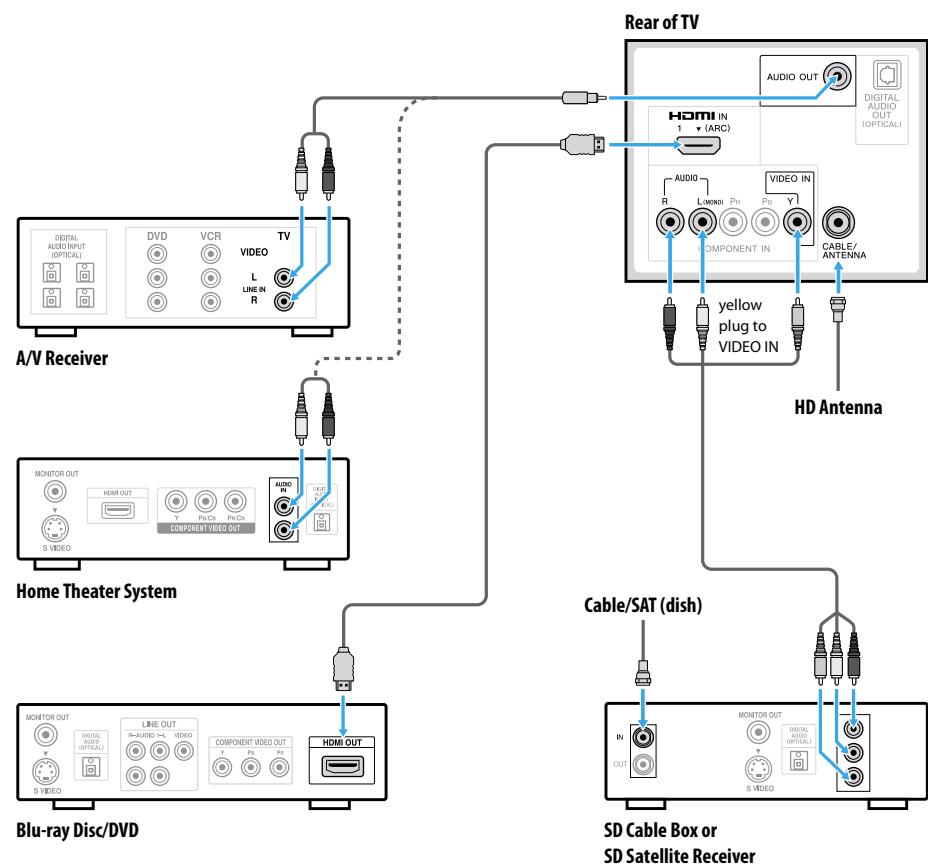 Rear of TV
AUDIO OUT
DIGITAL
AUDIO
OUT
(OPTICAL)
HDMI IN
1 ▼ (ARC)
AUDIO
VIDEO IN
R L(MONO) PR PB Y
COMPONENT IN
CABLE/
ANTENNA
yellow
plug to
VIDEO IN
HD Antenna
DIGITAL
AUDIO INPUT
(OPTICAL)
DVD VCR TV
VIDEO
L
LINE IN
R
A/V Receiver
MONITOR OUT
S VIDEO
HDMI OUT
Y PB/CB PR/CR
COMPONENT VIDEO OUT
AUDIO
IN
Home Theater System
MONITOR OUT
S VIDEO
DIGITAL
AUDIO
(OPTICAL)
LINE OUT
R–AUDIO–L VIDEO
COMPONENT VIDEO OUT
HDMI OUT
Blu-ray Disc/DVD
Cable/SAT (dish)
IN
OUT
MONITOR OUT
S VIDEO
DIGITAL
AUDIO
(OPTICAL)
SD Cable Box or
SD Satellite Receiver